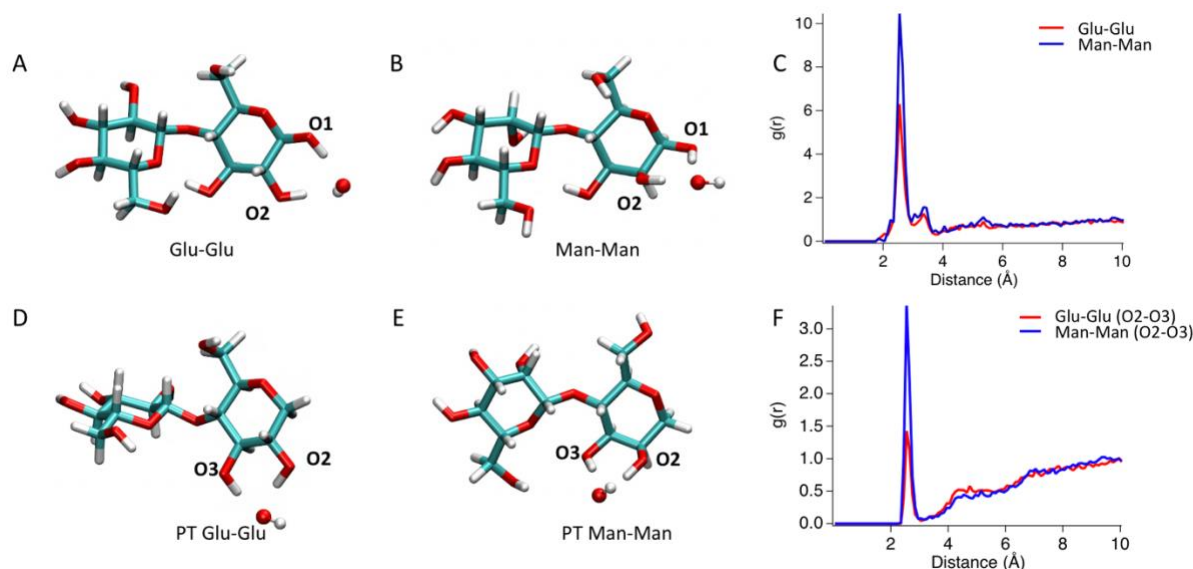 A
O1
O2
Glu-Glu
B
O1
O2
Man-Man
C
Glu-Glu
Man-Man
g(r)
10
8
6
4
2
0
2
4
6
8
10
Distance (Å)
D
O3
O2
PT Glu-Glu
E
O3
O2
PT Man-Man
F
Glu-Glu (O2-O3)
Man-Man (O2-O3)
g(r)
3.0
2.5
2.0
1.5
1.0
0.5
0.0
2
4
6
8
10
Distance (Å)